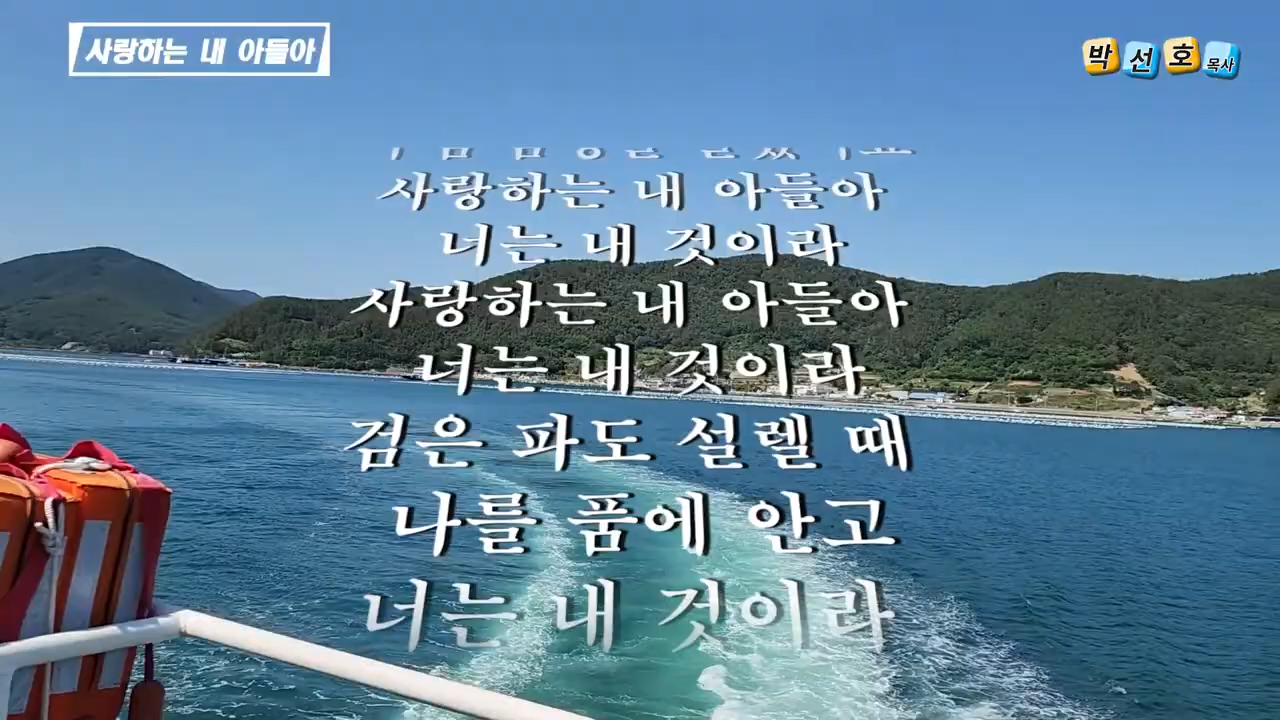 사랑하는 내 아들아
박선호 목사
사랑하는 내 아들아
너는 내 것이라
사랑하는 내 아들아
너는 내 것이라
검은 파도 설렐 때
나를 품에 안고
너는 내 것이라